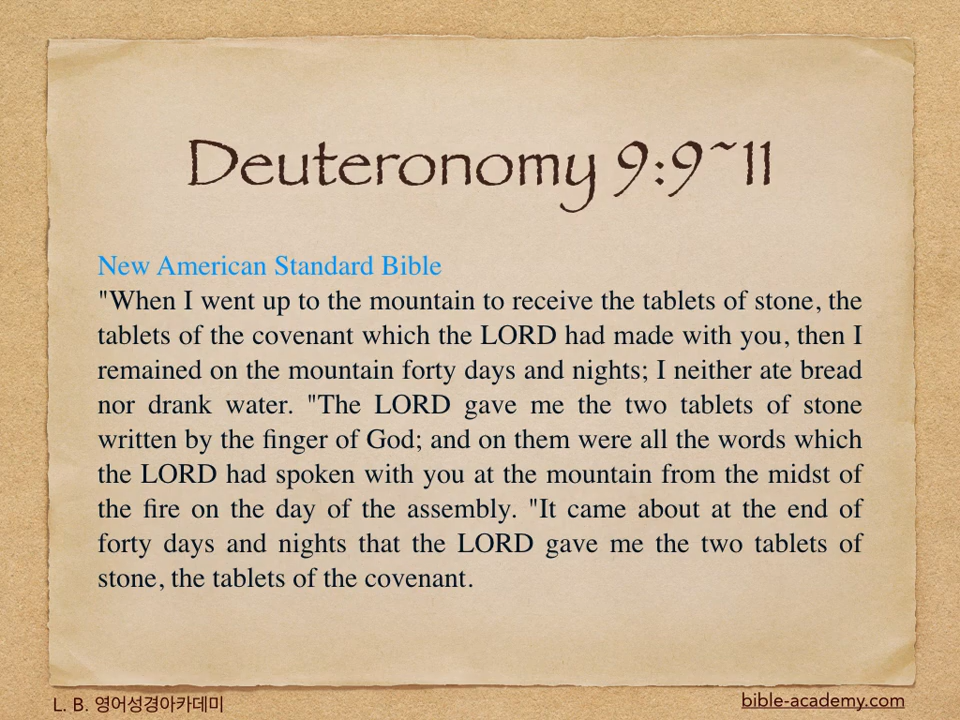 Deuteronomy 9:9~11
New American Standard Bible
"When I went up to the mountain to receive the tablets of stone, the
tablets of the covenant which the LORD had made with you, then I
remained on the mountain forty days and nights; I neither ate bread
nor drank water. "The LORD gave me the two tablets of stone
written by the finger of God; and on them were all the words which
the LORD had spoken with you at the mountain from the midst of
the fire on the day of the assembly. "It came about at the end of
forty days and nights that the LORD gave me the two tablets of
stone, the tablets of the covenant.
L. B. 영어성경아카데미
bible-academy.com